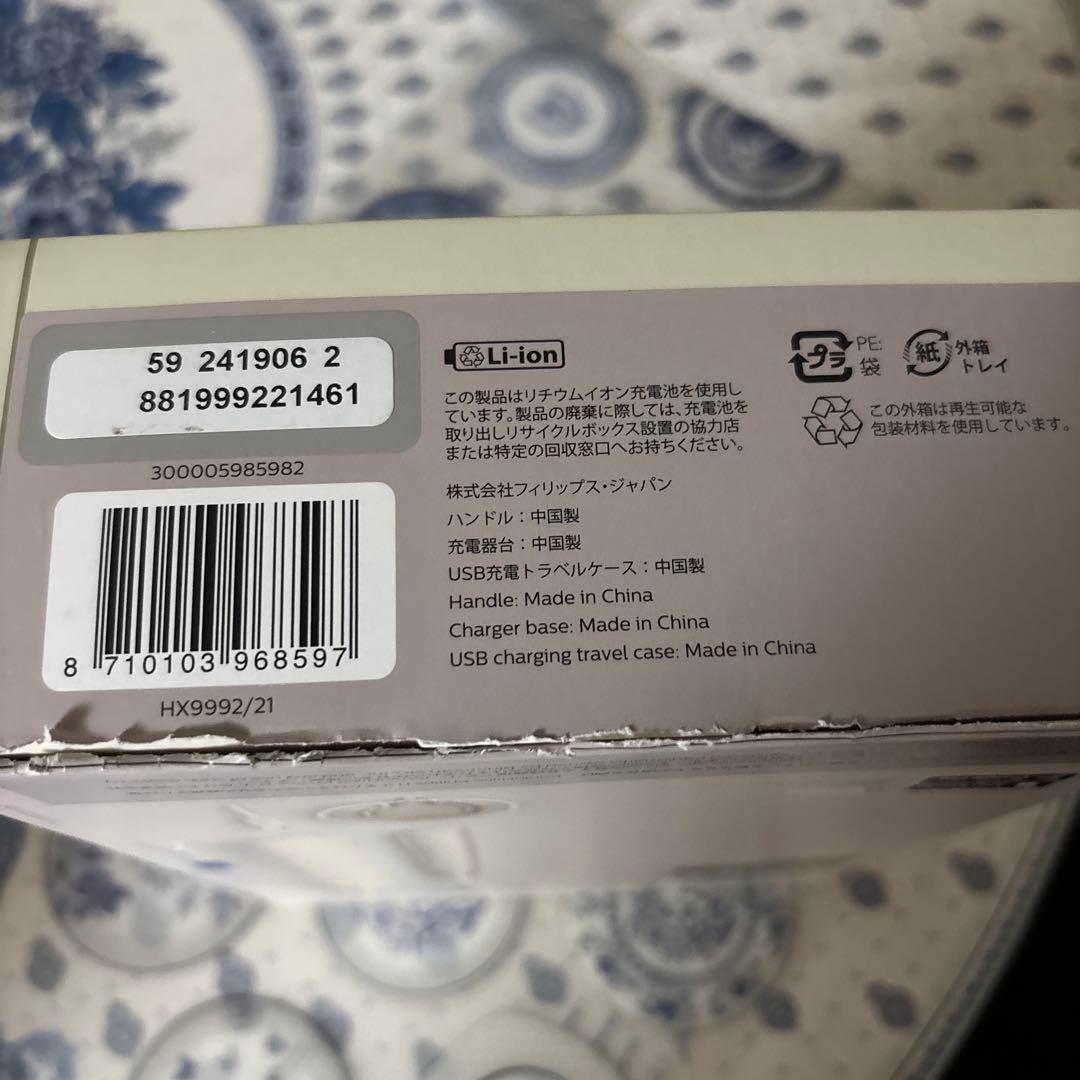 59 241906 2
881999221461
300005985982
8 710103 968597
HX9992/21
Li-ion
この製品はリチウムイオン充電池を使用し
ています。製品の廃棄に際しては、充電池を
取り出しリサイクルボックス設置の協力店
または特定の回収窓口へお持ちください。
株式会社フィリップス・ジャパン
ハンドル：中国製
充電器台：中国製
USB充電トラベルケース：中国製
Handle: Made in China
Charger base: Made in China
USB charging travel case: Made in China
プラ
PE:
袋
紙
外箱
トレイ
この外箱は再生可能な
包装材料を使用しています。